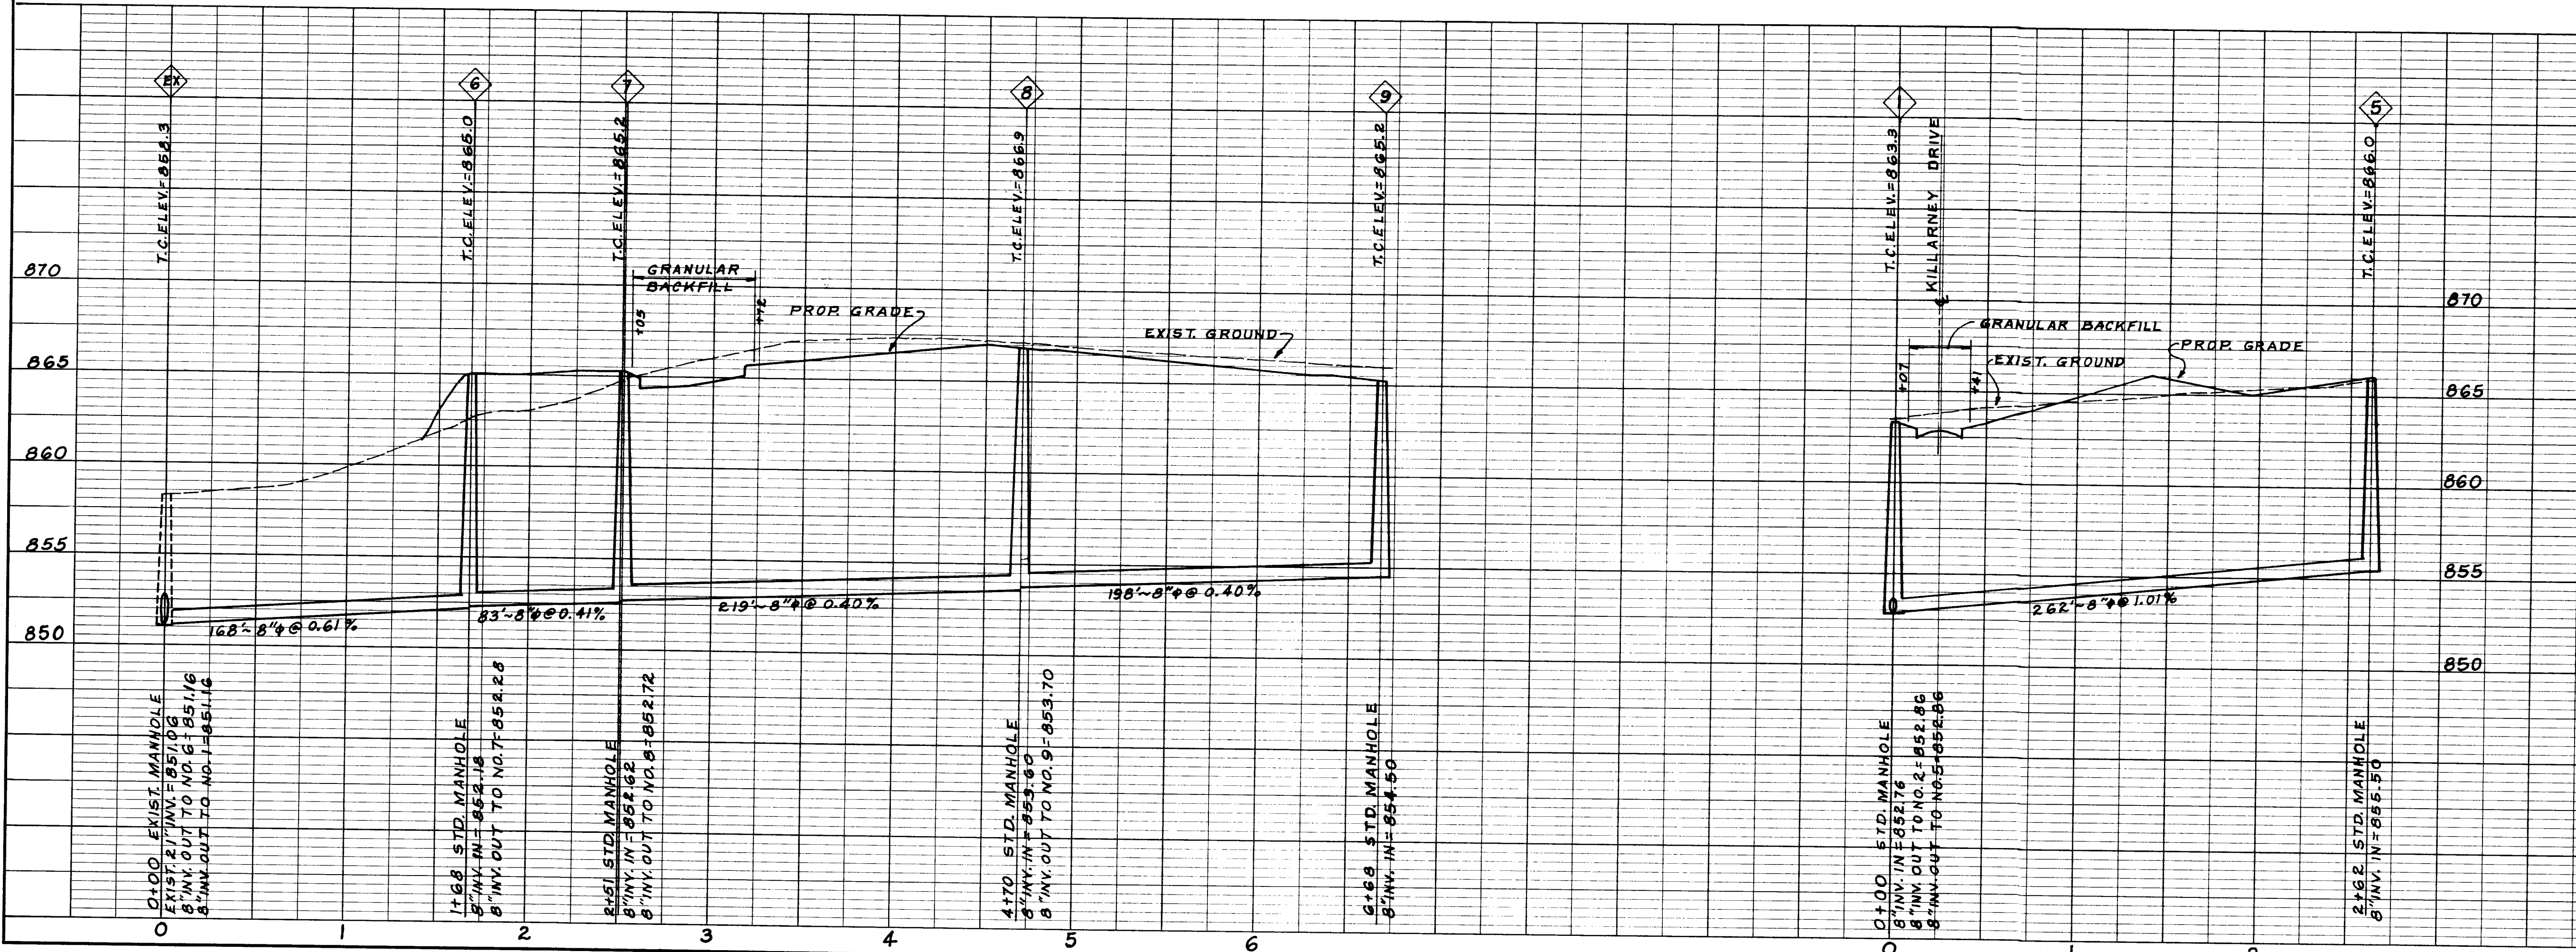 EX
6
7
8
9
1
5
T.C.ELEV.=858.3
T.C.ELEV.=865.0
T.C.ELEV.=865.2
T.C.ELEV.=866.9
T.C.ELEV.=865.2
T.C.ELEV.=863.3
KILLARNEY DRIVE
T.C.ELEV.=866.0
870
865
860
855
850
GRANULAR
BACKFILL
+05
+72
PROP. GRADE
EXIST. GROUND
GRANULAR BACKFILL
+07
+41
EXIST. GROUND
PROP. GRADE
870
865
860
855
850
168'~8"φ@0.61%
83'~8"φ@0.41%
219'~8"φ@0.40%
198'~8"φ@0.40%
262'~8"φ@1.01%
0+00 EXIST. MANHOLE
EXIST. 21" INV.=851.06
8" INV. OUT TO NO.6=851.16
8" INV. OUT TO NO.1=851.16
1+68 STD. MANHOLE
8" INV. IN=852.18
8" INV. OUT TO NO.7=852.28
2+51 STD. MANHOLE
8" INV. IN=852.62
8" INV. OUT TO NO.8=852.72
4+70 STD. MANHOLE
8" INV. IN=853.60
8" INV. OUT TO NO.9=853.70
6+68 STD. MANHOLE
8" INV. IN=854.50
0+00 STD. MANHOLE
8" INV. IN=852.76
8" INV. OUT TO NO.2=852.86
8" INV. OUT TO NO.5=852.86
2+62 STD. MANHOLE
8" INV. IN=855.50
0 1 2 3 4 5 6